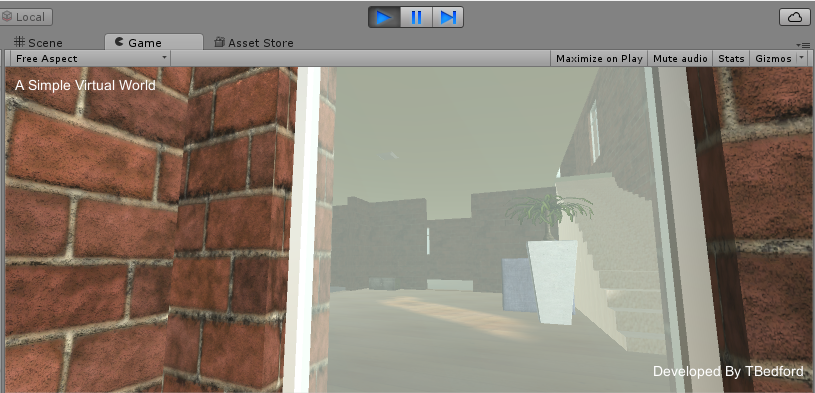 Local
Scene
Game
Asset Store
Free Aspect
Maximize on Play
Mute audio
Stats
Gizmos
A Simple Virtual World
Developed By TBedford